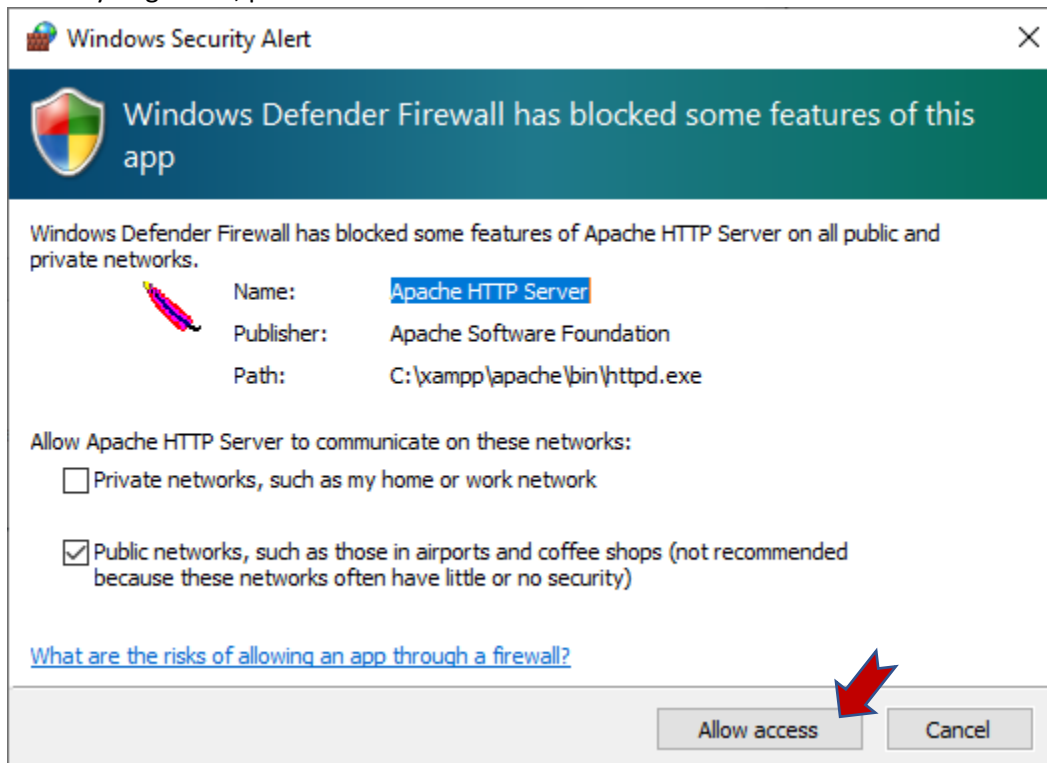 Windows Security Alert
Windows Defender Firewall has blocked some features of this
app
Windows Defender Firewall has blocked some features of Apache HTTP Server on all public and
private networks.
Name: Apache HTTP Server
Publisher: Apache Software Foundation
Path: C:\xampp\apache\bin\httpd.exe
Allow Apache HTTP Server to communicate on these networks:
Private networks, such as my home or work network
Public networks, such as those in airports and coffee shops (not recommended
because these networks often have little or no security)
What are the risks of allowing an app through a firewall?
Allow access Cancel